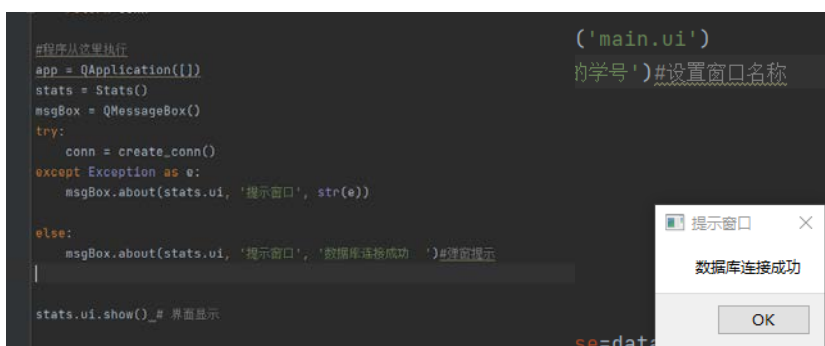 #程序从这里执行
app = QApplication([])
stats = Stats()
msgBox = QMessageBox()
try:
conn = create_conn()
except Exception as e:
msgBox.about(stats.ui, '提示窗口', str(e))
else:
msgBox.about(stats.ui, '提示窗口', '数据库连接成功 ')#弹窗提示
stats.ui.show() # 界面显示
('main.ui')
的学号')#设置窗口名称
提示窗口
数据库连接成功
OK
se=data